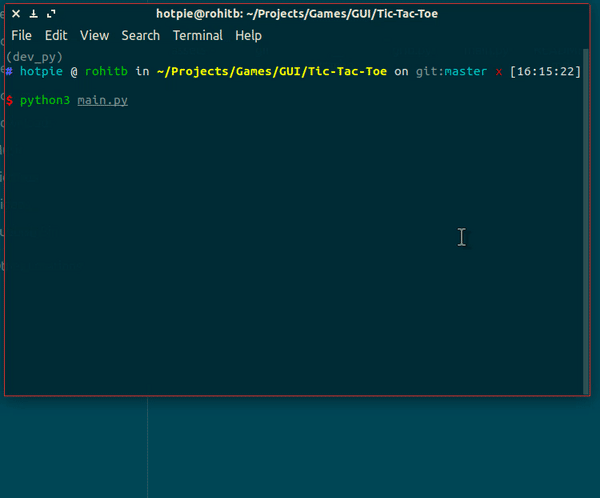 hotpie@rohitb: ~/Projects/Games/GUI/Tic-Tac-Toe
File Edit View Search Terminal Help
(dev_py)
# hotpie @ rohitb in ~/Projects/Games/GUI/Tic-Tac-Toe on git:master x [16:15:22]
$ python3 main.py